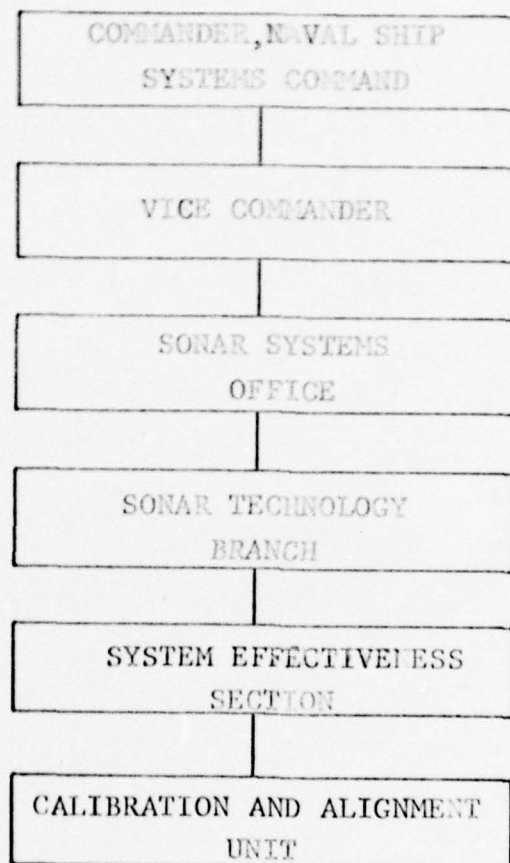 COMMANDER,NAVAL SHIP
SYSTEMS COMMAND
VICE COMMANDER
SONAR SYSTEMS
OFFICE
SONAR TECHNOLOGY
BRANCH
SYSTEM EFFECTIVENESS
SECTION
CALIBRATION AND ALIGNMENT
UNIT